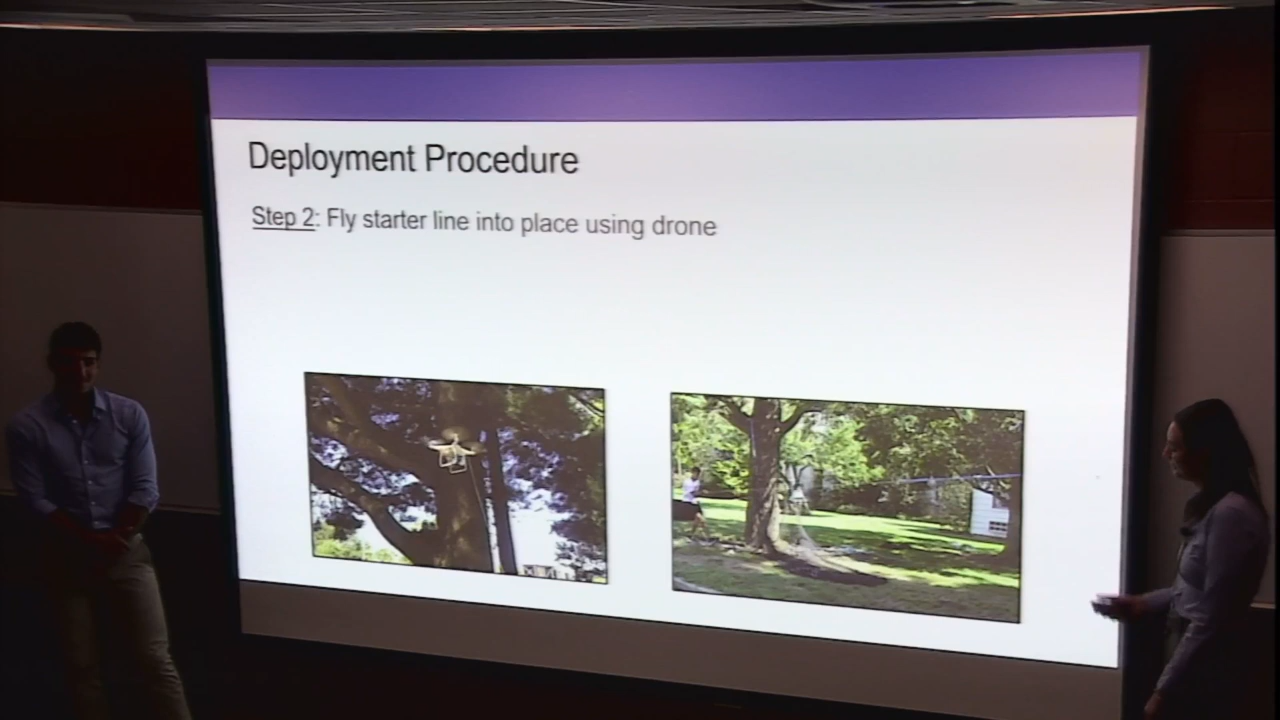 Deployment Procedure
Step 2: Fly starter line into place using drone